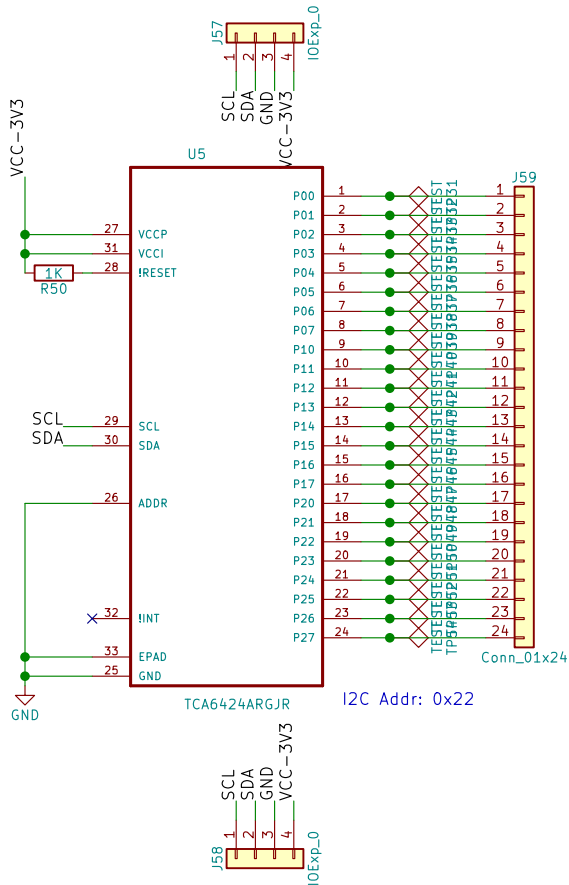 J57
IOExp_0
1
2
3
4
SCL
SDA
GND
VCC-3V3
VCC-3V3
U5
J59
27 VCCP
31 VCCI
28 !RESET
1K
R50
SCL 29 SCL
SDA 30 SDA
26 ADDR
32 !INT
33 EPAD
25 GND
GND
P00 1 1
P01 2 2
P02 3 3
P03 4 4
P04 5 5
P05 6 6
P06 7 7
P07 8 8
P10 9 9
P11 10 10
P12 11 11
P13 12 12
P14 13 13
P15 14 14
P16 15 15
P17 16 16
P20 17 17
P21 18 18
P22 19 19
P23 20 20
P24 21 21
P25 22 22
P26 23 23
P27 24 24
Conn_01x24
TCA6424ARGJR
I2C Addr: 0x22
SCL
SDA
GND
VCC-3V3
1
2
3
4
J58
IOExp_0